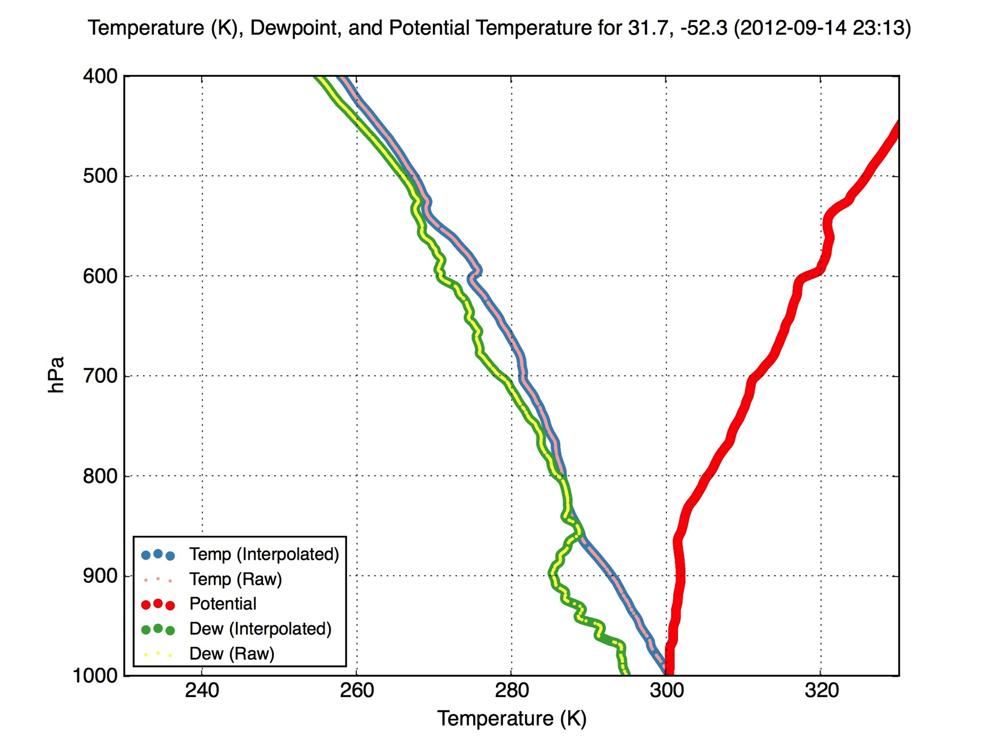 Temperature (K), Dewpoint, and Potential Temperature for 31.7, -52.3 (2012-09-14 23:13)
400
500
600
700
800
900
1000
hPa
Temp (Interpolated)
Temp (Raw)
Potential
Dew (Interpolated)
Dew (Raw)
240 260 280 300 320
Temperature (K)